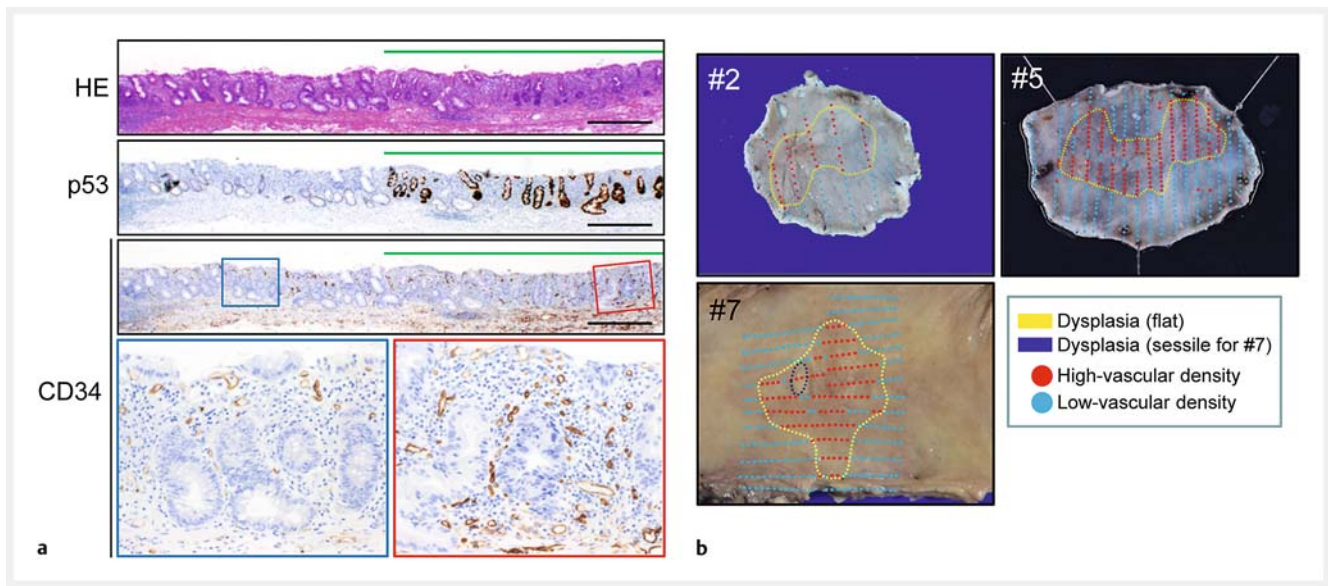 HE
p53
CD34
a
#2
#5
#7
Dysplasia (flat)
Dysplasia (sessile for #7)
High-vascular density
Low-vascular density
b